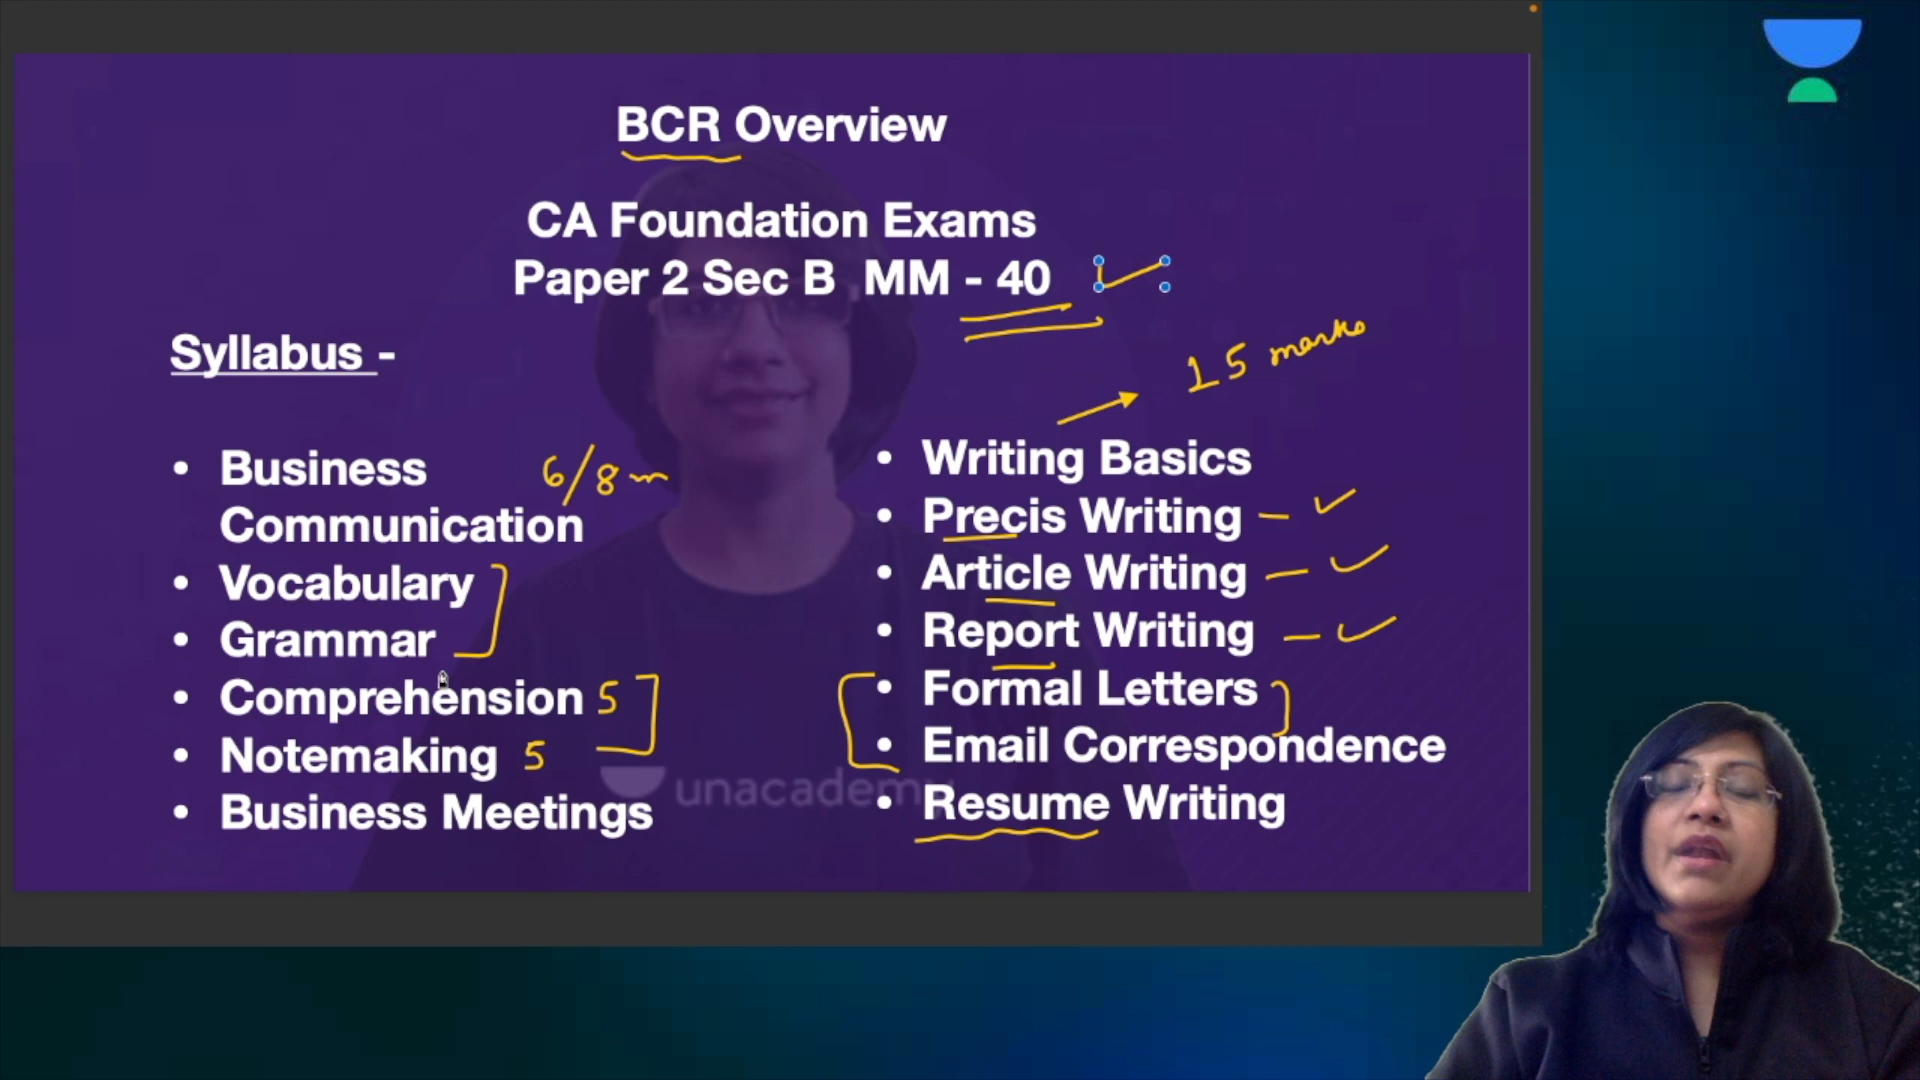 BCR Overview
CA Foundation Exams
Paper 2 Sec B MM - 40
Syllabus -
15 marks
• Business
Communication
6/8 m
• Vocabulary
• Grammar
• Comprehension 5
• Notemaking 5
• Business Meetings
• Writing Basics
• Precis Writing -
• Article Writing -
• Report Writing -
• Formal Letters
• Email Correspondence
• Resume Writing
unacademy